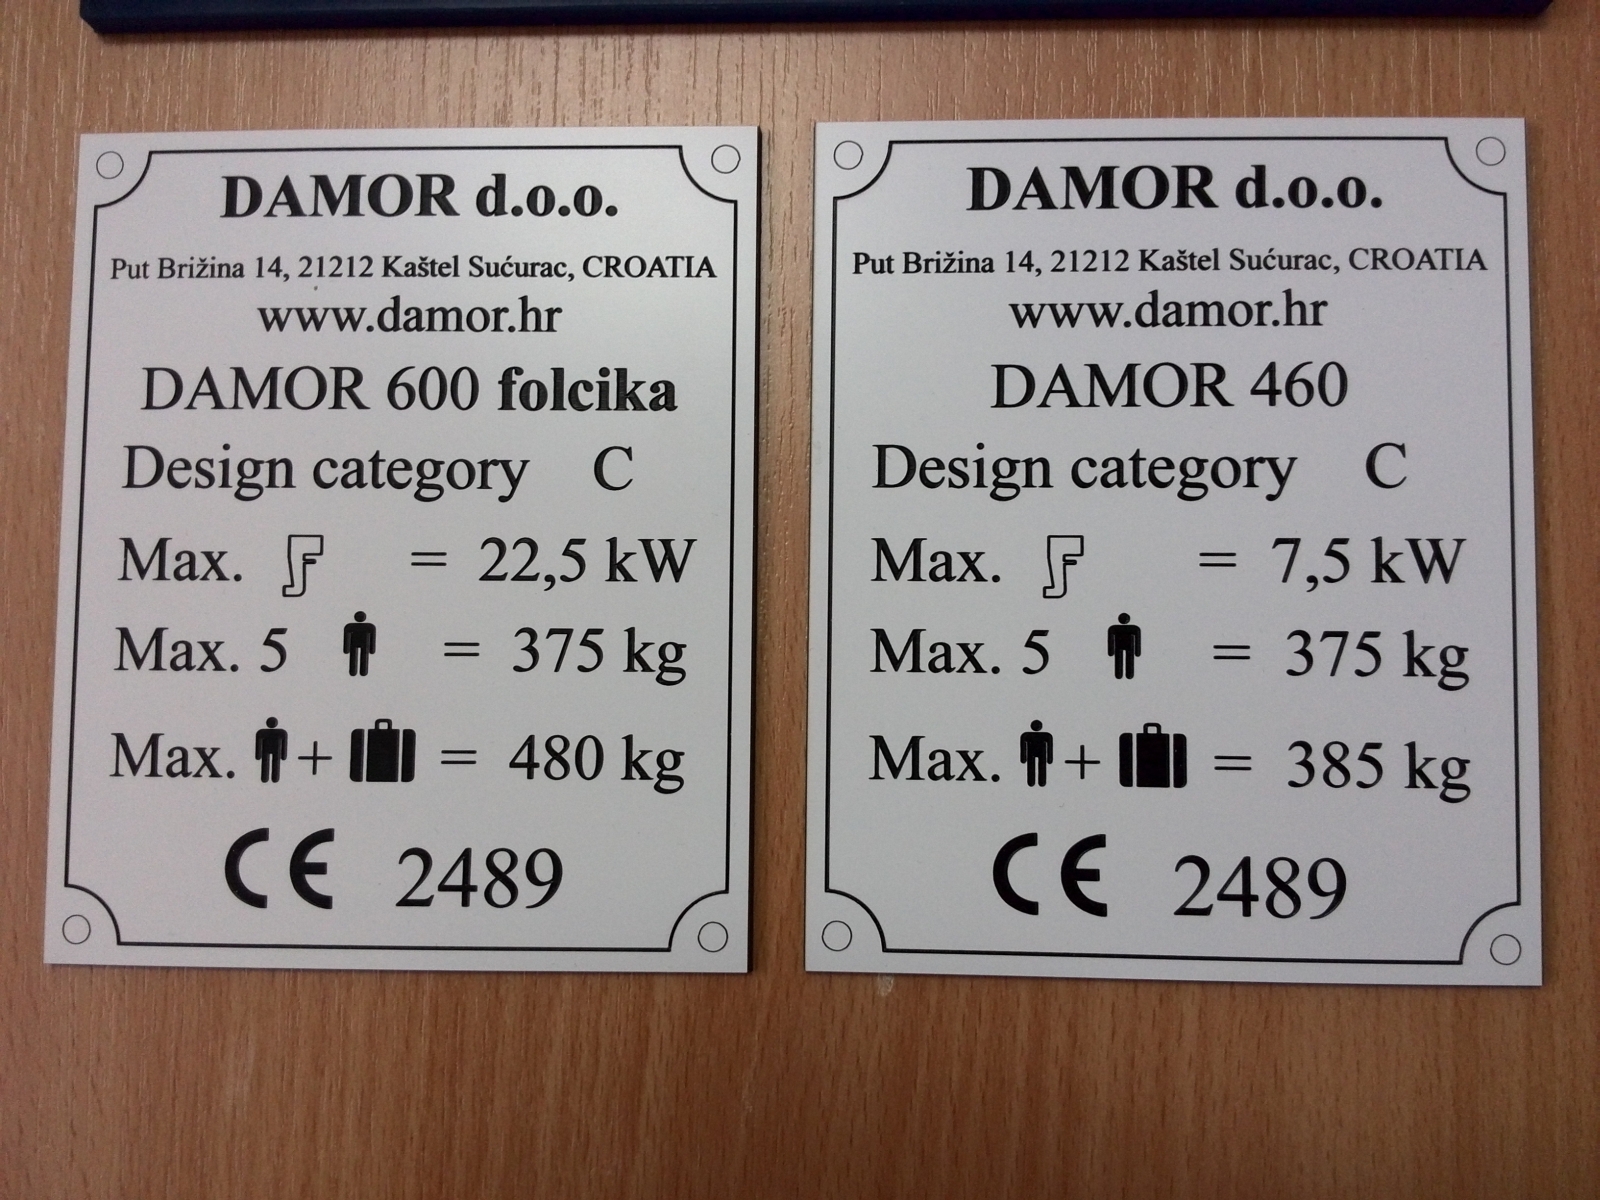 DAMOR d.o.o.
Put Brižina 14, 21212 Kaštel Sućurac, CROATIA
www.damor.hr
DAMOR 600 folcika
Design category C
Max. = 22,5 kW
Max. 5 = 375 kg
Max. + = 480 kg
CE 2489
DAMOR d.o.o.
Put Brižina 14, 21212 Kaštel Sućurac, CROATIA
www.damor.hr
DAMOR 460
Design category C
Max. = 7,5 kW
Max. 5 = 375 kg
Max. + = 385 kg
CE 2489